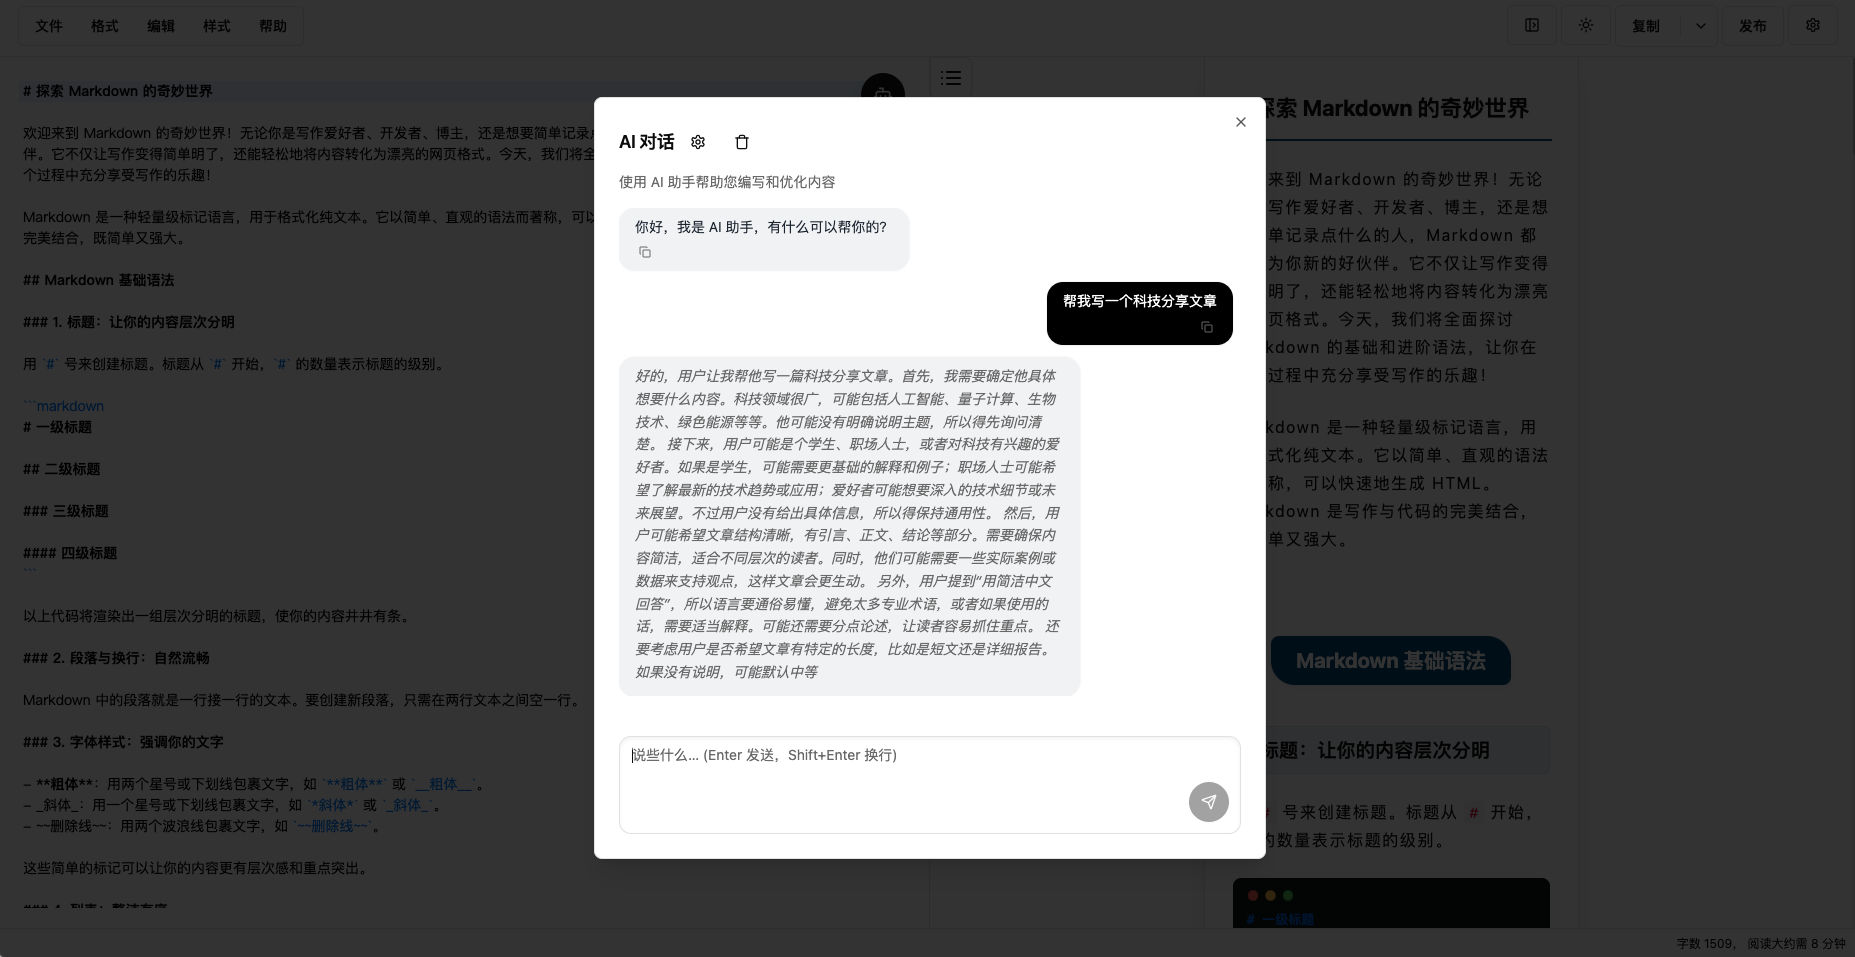 文件 格式 编辑 样式 帮助
复制 发布
# 探索 Markdown 的奇妙世界
欢迎来到 Markdown 的奇妙世界！无论你是写作爱好者、开发者、博主，还是想要简单记录点
伴。它不仅让写作变得简单明了，还能轻松地将内容转化为漂亮的网页格式。今天，我们将全
个过程中充分享受写作的乐趣！
Markdown 是一种轻量级标记语言，用于格式化纯文本。它以简单、直观的语法而著称，可以
完美结合，既简单又强大。
## Markdown 基础语法
### 1. 标题：让你的内容层次分明
用 `#` 号来创建标题。标题从 `#` 开始，`#` 的数量表示标题的级别。
```markdown
# 一级标题
## 二级标题
### 三级标题
#### 四级标题
```
以上代码将渲染出一组层次分明的标题，使你的内容井井有条。
### 2. 段落与换行：自然流畅
Markdown 中的段落就是一行接一行的文本。要创建新段落，只需在两行文本之间空一行。
### 3. 字体样式：强调你的文字
- **粗体**：用两个星号或下划线包裹文字，如 `**粗体**` 或 `__粗体__`。
- _斜体_：用一个星号或下划线包裹文字，如 `*斜体*` 或 `_斜体_`。
- ~~删除线~~：用两个波浪线包裹文字，如 `~~删除线~~`。
这些简单的标记可以让你的内容更有层次感和重点突出。
AI 对话
使用 AI 助手帮助您编写和优化内容
你好，我是 AI 助手，有什么可以帮你的?
帮我写一个科技分享文章
好的，用户让我帮他写一篇科技分享文章。首先，我需要确定他具体
想要什么内容。科技领域很广，可能包括人工智能、量子计算、生物
技术、绿色能源等等。他可能没有明确说明主题，所以得先询问清
楚。 接下来，用户可能是个学生、职场人士，或者对科技有兴趣的爱
好者。如果是学生，可能需要更基础的解释和例子；职场人士可能希
望了解最新的技术趋势或应用；爱好者可能想要深入的技术细节或未
来展望。不过用户没有给出具体信息，所以得保持通用性。 然后，用
户可能希望文章结构清晰，有引言、正文、结论等部分。需要确保内
容简洁，适合不同层次的读者。同时，他们可能需要一些实际案例或
数据来支持观点，这样文章会更生动。 另外，用户提到“用简洁中文
回答”，所以语言要通俗易懂，避免太多专业术语，或者如果使用的
话，需要适当解释。可能还需要分点论述，让读者容易抓住重点。 还
要考虑用户是否希望文章有特定的长度，比如是短文还是详细报告。
如果没有说明，可能默认中等
说些什么... (Enter 发送，Shift+Enter 换行)
探索 Markdown 的奇妙世界
来到 Markdown 的奇妙世界！无论
写作爱好者、开发者、博主，还是想
单记录点什么的人，Markdown 都
为你新的好伙伴。它不仅让写作变得
明了，还能轻松地将内容转化为漂亮
页格式。今天，我们将全面探讨
kdown 的基础和进阶语法，让你在
过程中充分享受写作的乐趣！
kdown 是一种轻量级标记语言，用
式化纯文本。它以简单、直观的语法
称，可以快速地生成 HTML。
kdown 是写作与代码的完美结合，
单又强大。
Markdown 基础语法
标题：让你的内容层次分明
# 号来创建标题。标题从 # 开始，
的数量表示标题的级别。
# 一级标题
字数 1509， 阅读大约需 8 分钟